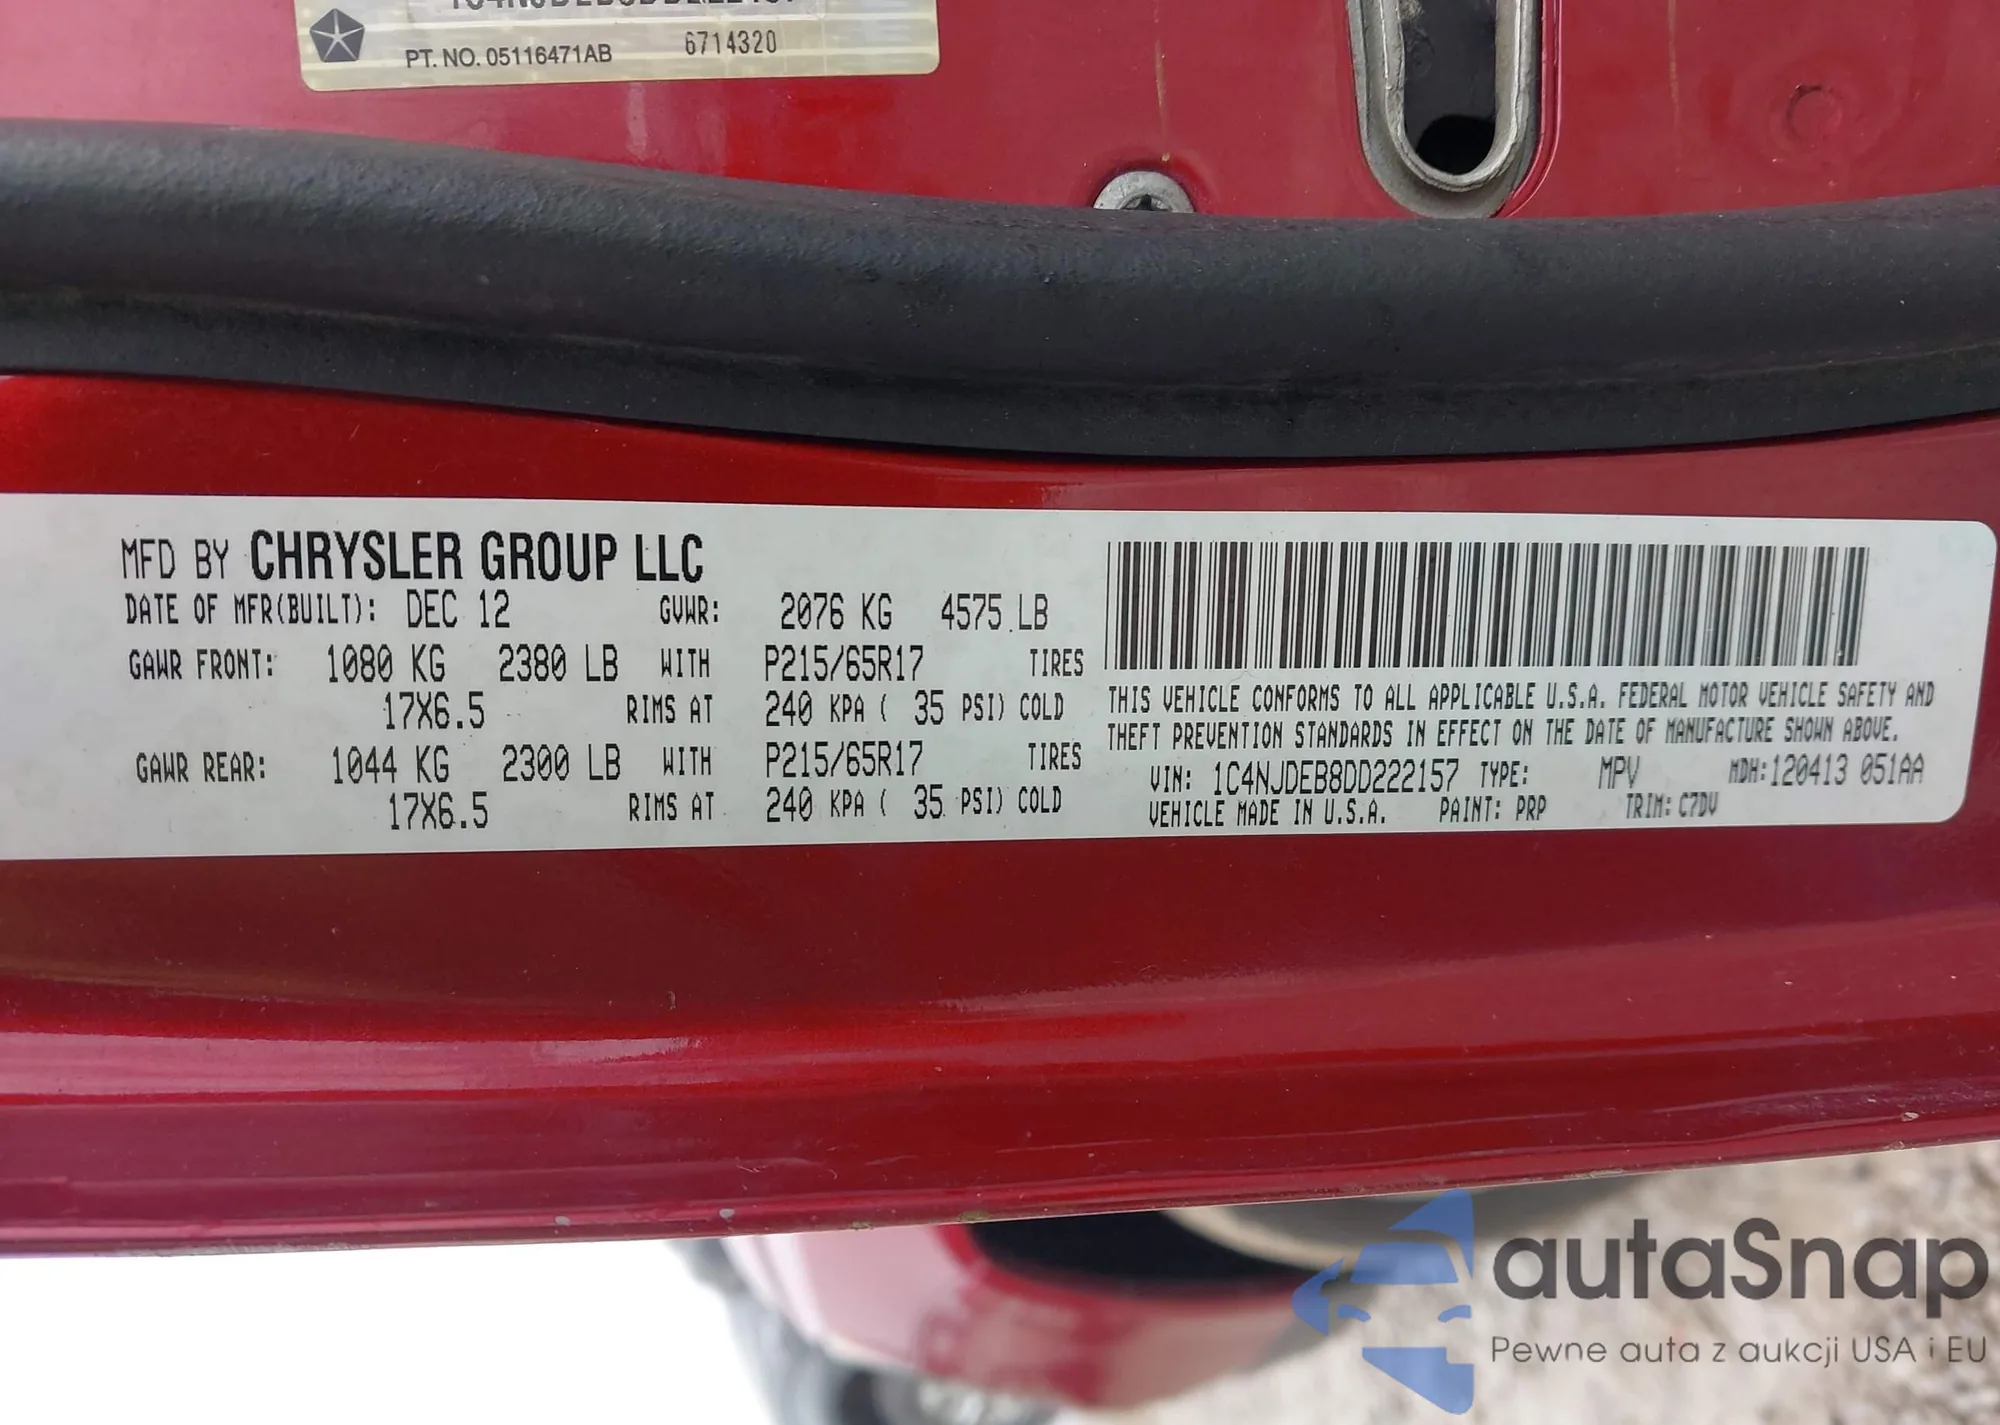 PT. NO. 05116471AB 6714320
MFD BY CHRYSLER GROUP LLC
DATE OF MFR(BUILT): DEC 12 GVWR: 2076 KG 4575 LB
GAWR FRONT: 1080 KG 2380 LB WITH P215/65R17 TIRES
17X6.5 RIMS AT 240 KPA ( 35 PSI) COLD
GAWR REAR: 1044 KG 2300 LB WITH P215/65R17 TIRES
17X6.5 RIMS AT 240 KPA ( 35 PSI) COLD
THIS VEHICLE CONFORMS TO ALL APPLICABLE U.S.A. FEDERAL MOTOR VEHICLE SAFETY AND
THEFT PREVENTION STANDARDS IN EFFECT ON THE DATE OF MANUFACTURE SHOWN ABOVE.
VIN: 1C4NJDEB8DD222157 TYPE: MPV MDH:120413 051AA
VEHICLE MADE IN U.S.A. PAINT: PRP TRIM: C7DV
autaSnap
Pewne auta z aukcji USA i EU